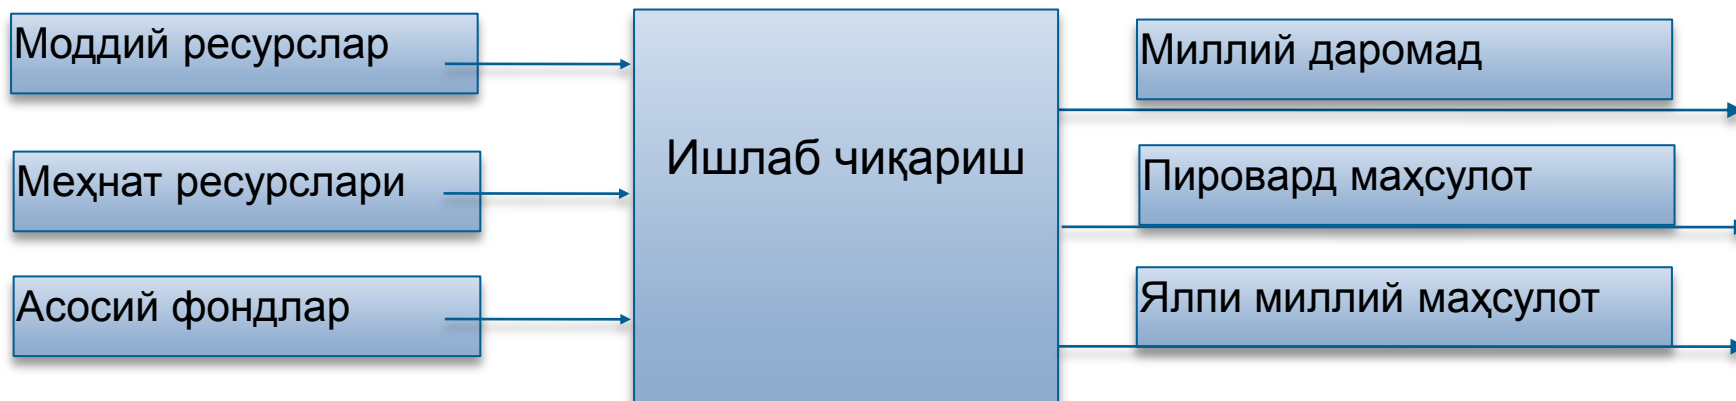 Моддий ресурслар
Меҳнат ресурслари
Асосий фондлар
Ишлаб чиқариш
Миллий даромад
Пировард маҳсулот
Ялпи миллий маҳсулот